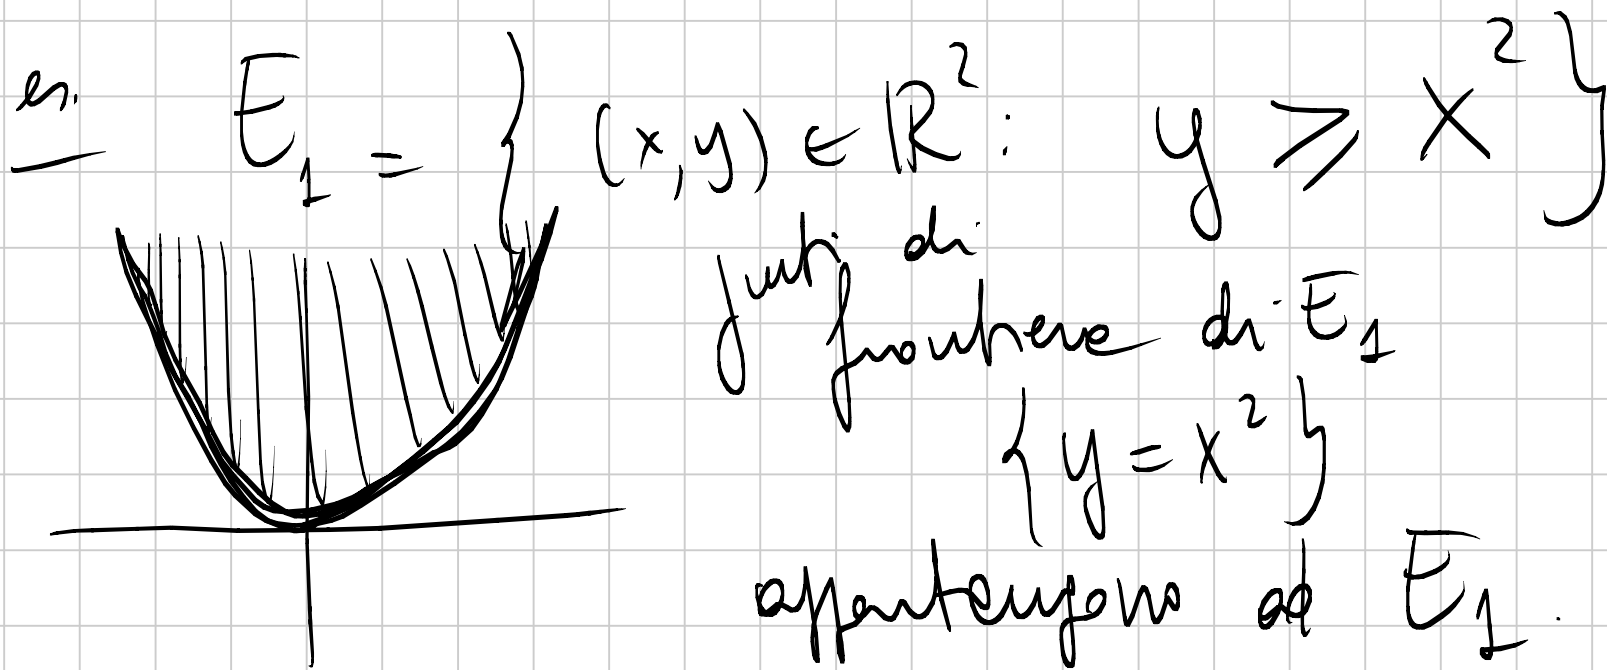 es. E₁ = { (x,y) ∈ ℝ² : y ⩾ x² }
punti di
frontiera di E₁
{ y = x² }
appartengono ad E₁.